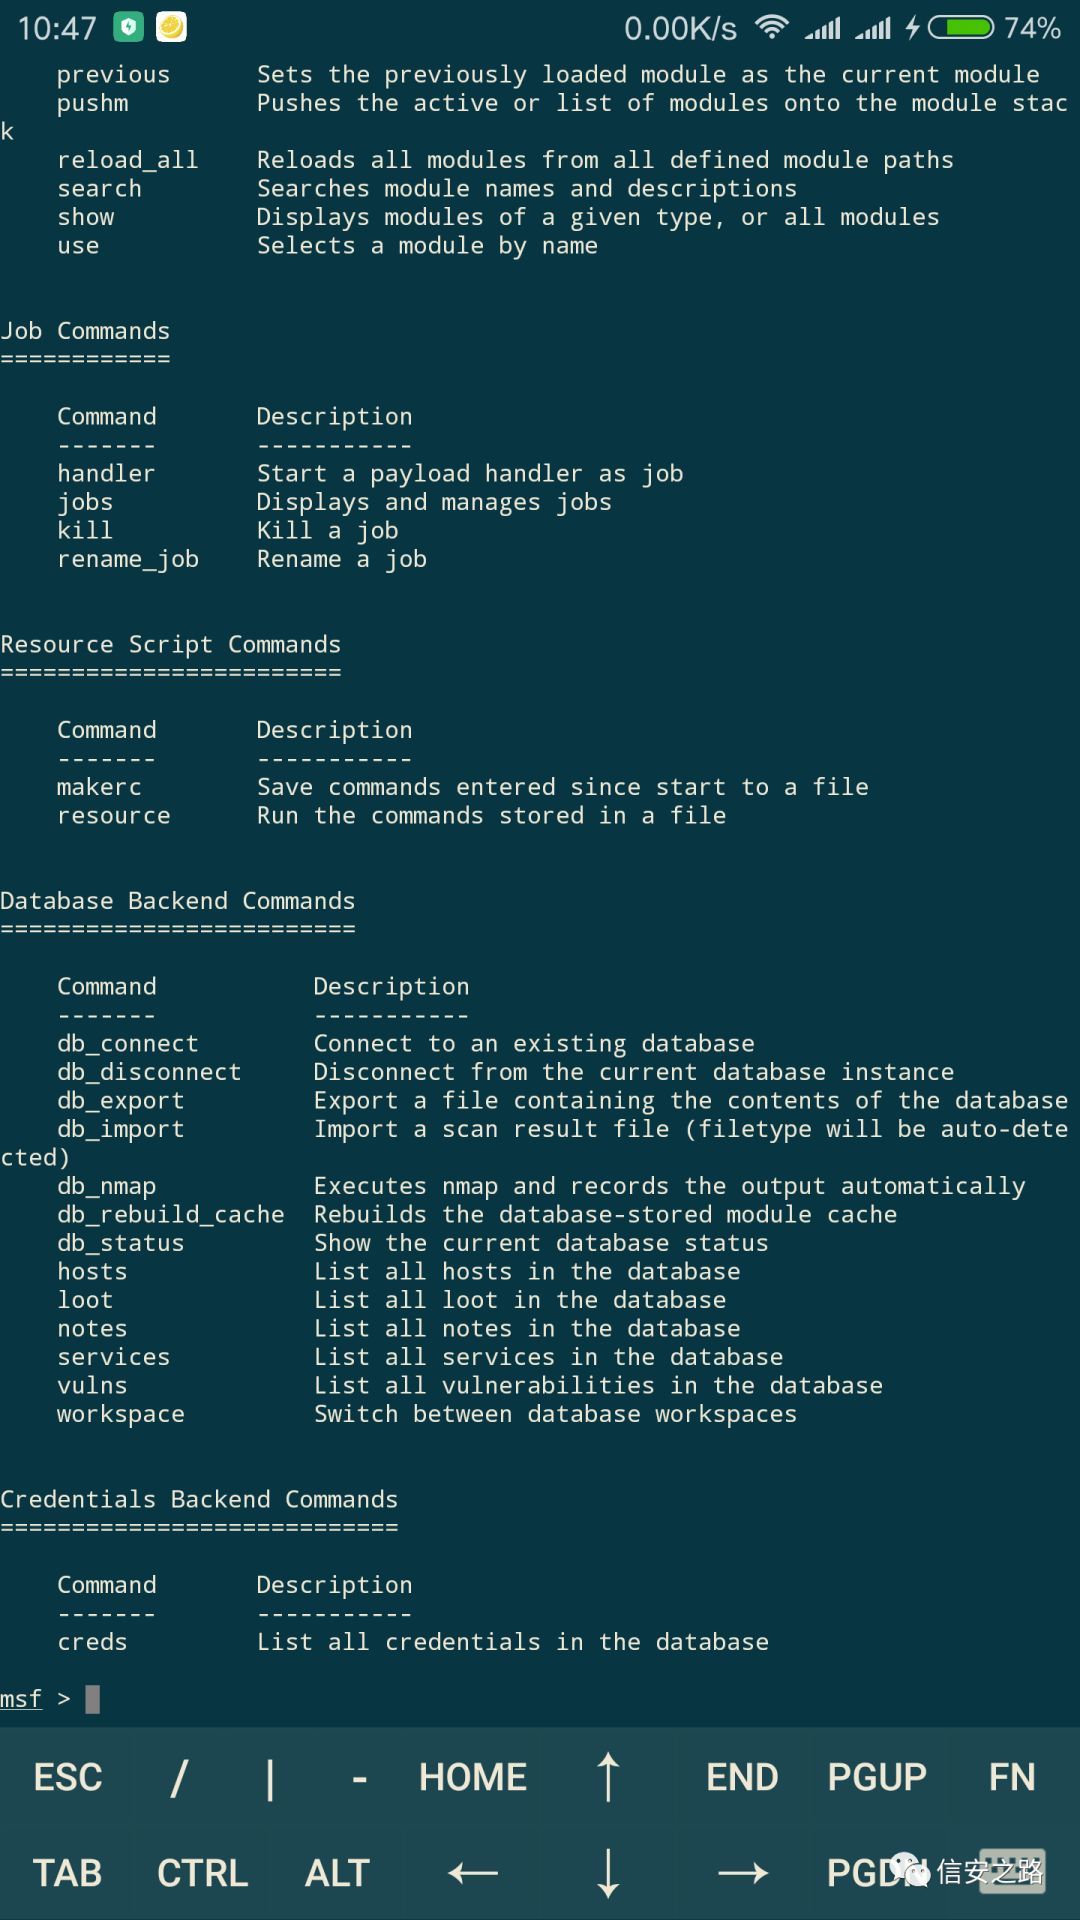 10:47 0.00K/s 74%
previous Sets the previously loaded module as the current module
pushm Pushes the active or list of modules onto the module stac
k
reload_all Reloads all modules from all defined module paths
search Searches module names and descriptions
show Displays modules of a given type, or all modules
use Selects a module by name
Job Commands
============
Command Description
------- -----------
handler Start a payload handler as job
jobs Displays and manages jobs
kill Kill a job
rename_job Rename a job
Resource Script Commands
========================
Command Description
------- -----------
makerc Save commands entered since start to a file
resource Run the commands stored in a file
Database Backend Commands
=========================
Command Description
------- -----------
db_connect Connect to an existing database
db_disconnect Disconnect from the current database instance
db_export Export a file containing the contents of the database
db_import Import a scan result file (filetype will be auto-dete
cted)
db_nmap Executes nmap and records the output automatically
db_rebuild_cache Rebuilds the database-stored module cache
db_status Show the current database status
hosts List all hosts in the database
loot List all loot in the database
notes List all notes in the database
services List all services in the database
vulns List all vulnerabilities in the database
workspace Switch between database workspaces
Credentials Backend Commands
============================
Command Description
------- -----------
creds List all credentials in the database
msf >
ESC / | - HOME ↑ END PGUP FN
TAB CTRL ALT ← ↓ → PGDN 信安之路